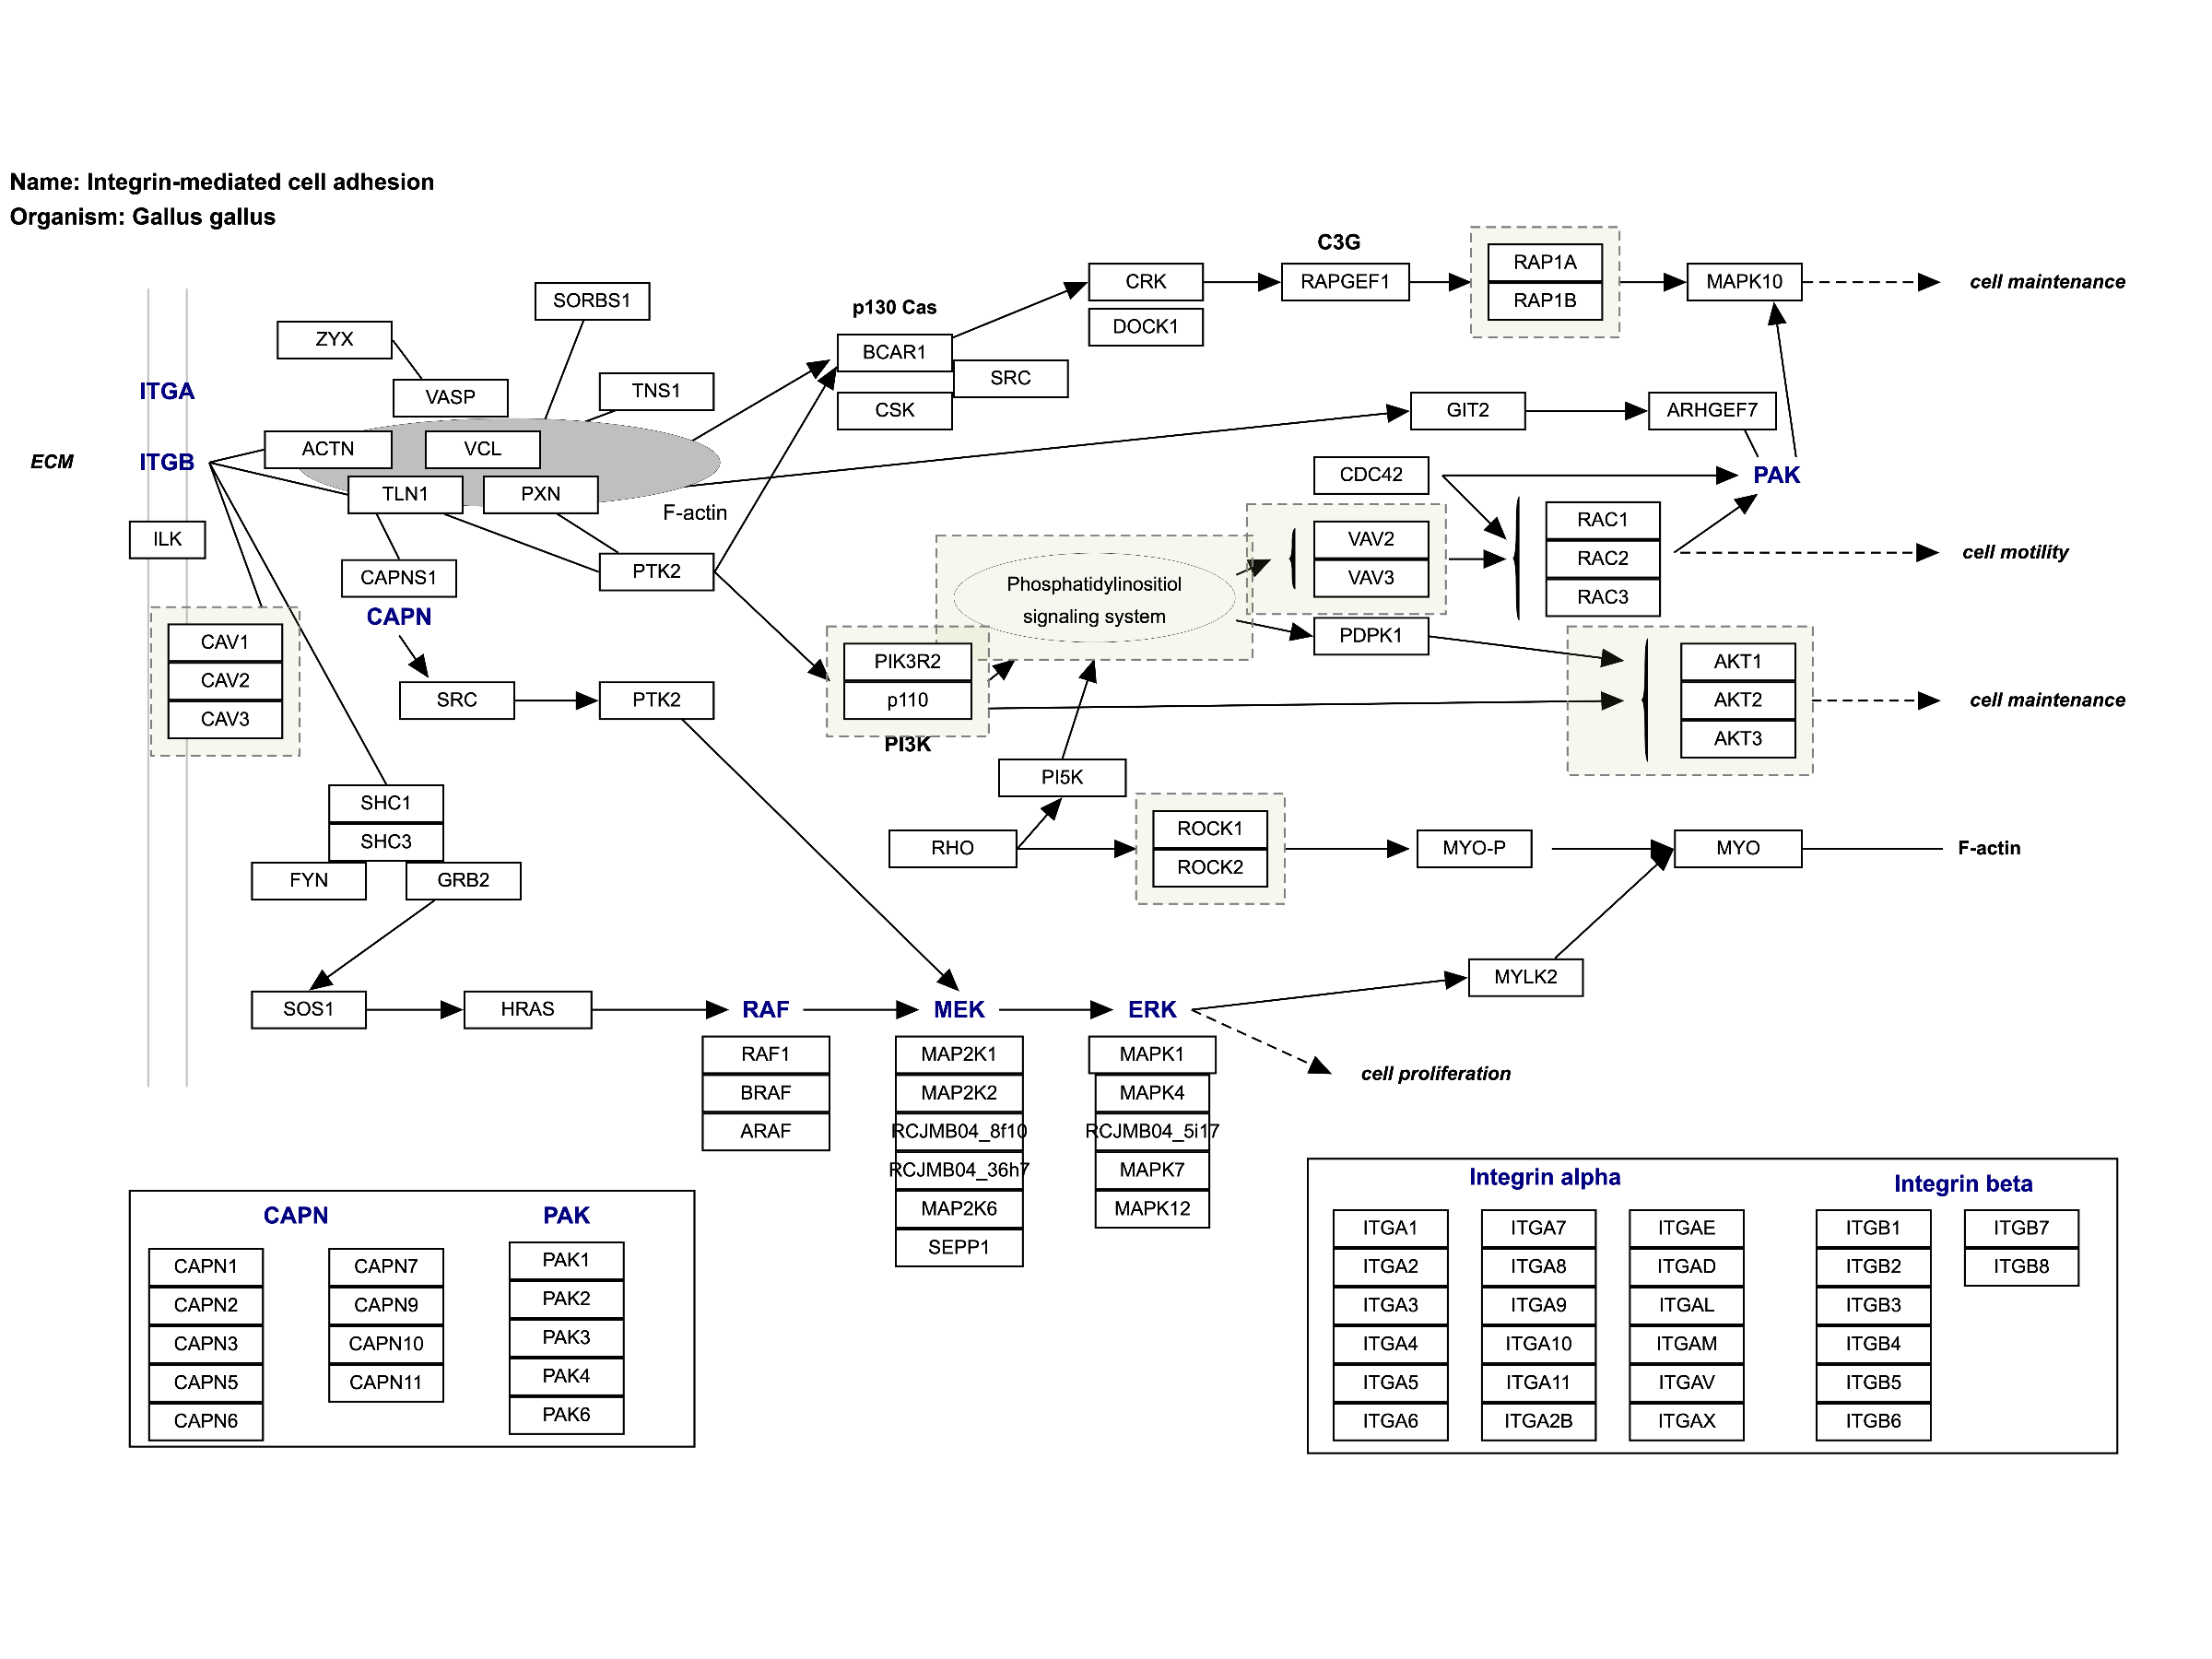 Name: Integrin-mediated cell adhesion
Organism: Gallus gallus
C3G
RAP1A
RAP1B
CRK
RAPGEF1
MAPK10
cell maintenance
DOCK1
SORBS1
p130 Cas
ZYX
BCAR1
SRC
CSK
VASP
TNS1
ITGA
GIT2
ARHGEF7
ACTN
VCL
ECM
ITGB
TLN1
PXN
F-actin
CDC42
PAK
ILK
RAC1
RAC2
RAC3
VAV2
VAV3
cell motility
CAPNS1
PTK2
Phosphatidylinositiol
signaling system
CAPN
PDPK1
CAV1
CAV2
CAV3
PIK3R2
p110
PI3K
AKT1
AKT2
AKT3
cell maintenance
SRC
PTK2
PI5K
SHC1
SHC3
FYN
GRB2
RHO
ROCK1
ROCK2
MYO-P
MYO
F-actin
MYLK2
SOS1
HRAS
RAF
MEK
ERK
RAF1
BRAF
ARAF
MAP2K1
MAP2K2
RCJMB04_8f10
RCJMB04_36h7
MAP2K6
SEPP1
MAPK1
MAPK4
RCJMB04_5i17
MAPK7
MAPK12
cell proliferation
CAPN
PAK
CAPN1
CAPN2
CAPN3
CAPN5
CAPN6
CAPN7
CAPN9
CAPN10
CAPN11
PAK1
PAK2
PAK3
PAK4
PAK6
Integrin alpha
Integrin beta
ITGA1
ITGA2
ITGA3
ITGA4
ITGA5
ITGA6
ITGA7
ITGA8
ITGA9
ITGA10
ITGA11
ITGA2B
ITGAE
ITGAD
ITGAL
ITGAM
ITGAV
ITGAX
ITGB1
ITGB2
ITGB3
ITGB4
ITGB5
ITGB6
ITGB7
ITGB8